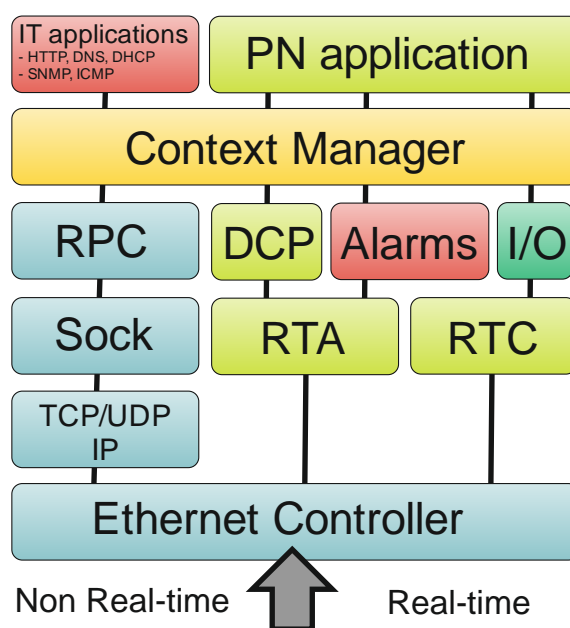 IT applications
- HTTP, DNS, DHCP
- SNMP, ICMP
PN application
Context Manager
RPC
DCP
Alarms
I/O
Sock
RTA
RTC
TCP/UDP
IP
Ethernet Controller
Non Real-time
Real-time